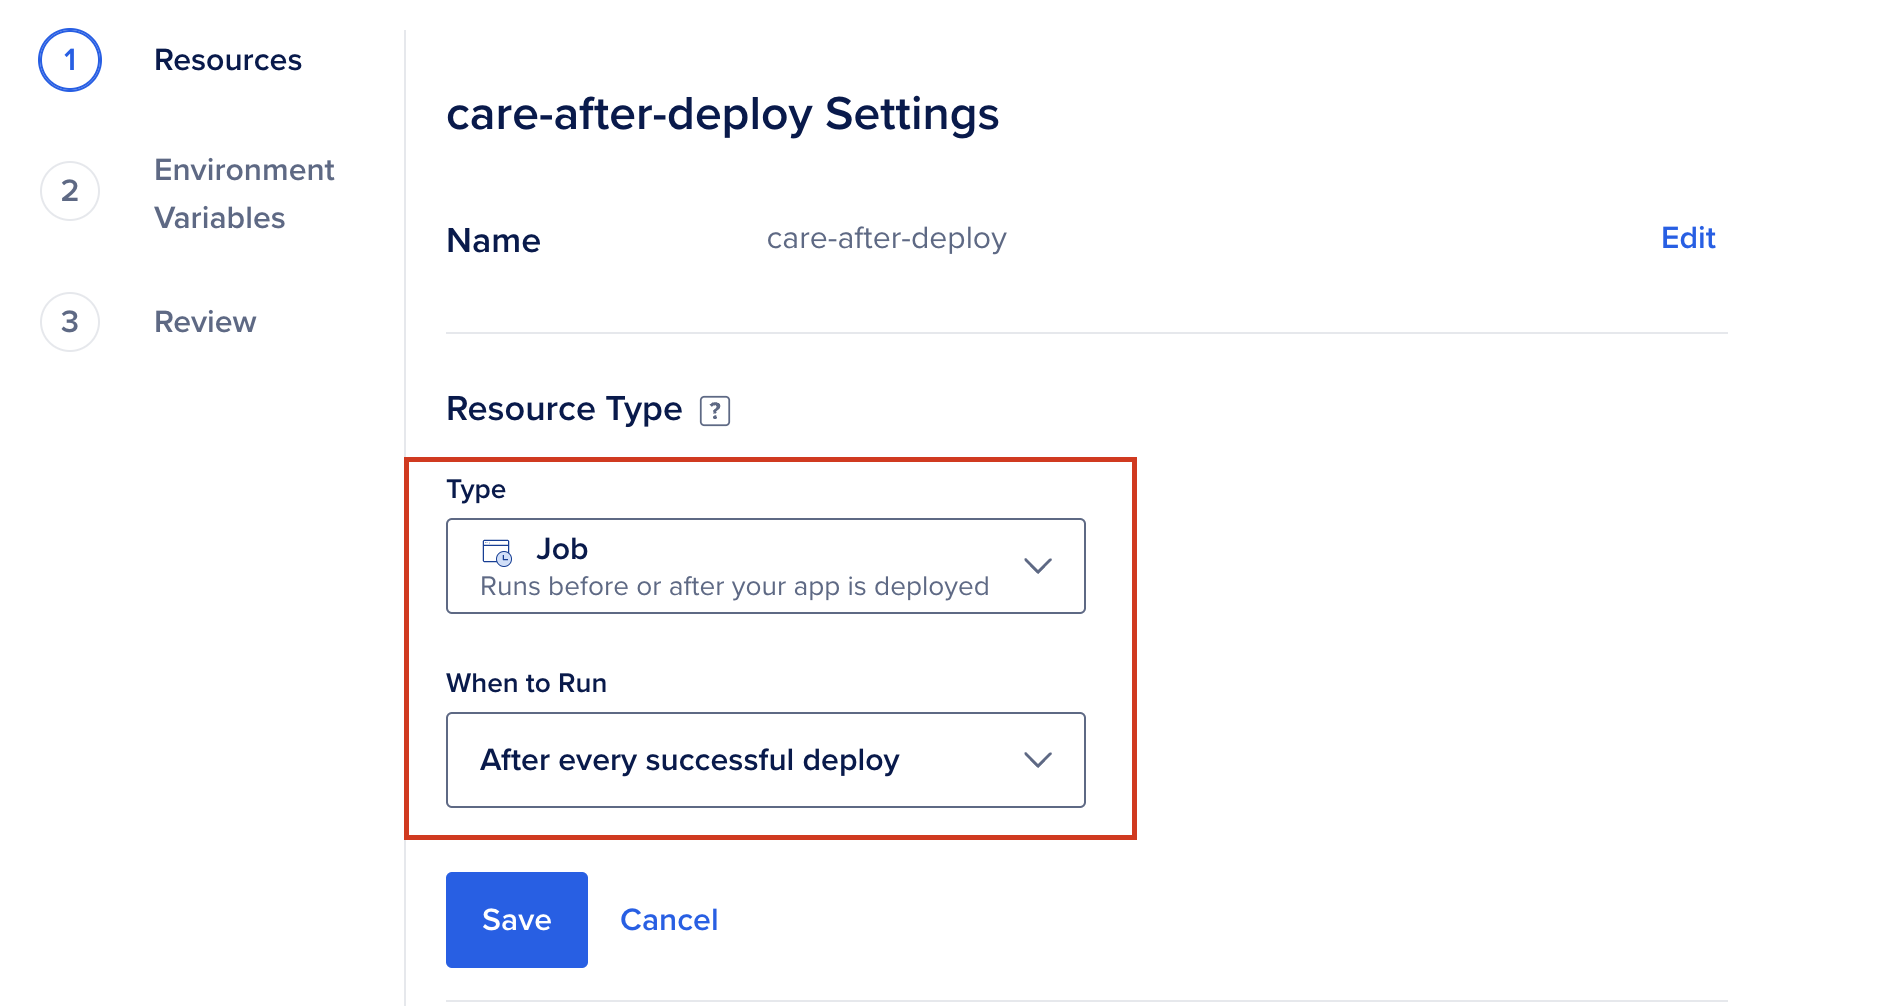 1 Resources
2 Environment
Variables
3 Review
care-after-deploy Settings
Name care-after-deploy Edit
Resource Type ?
Type
Job
Runs before or after your app is deployed
When to Run
After every successful deploy
Save Cancel